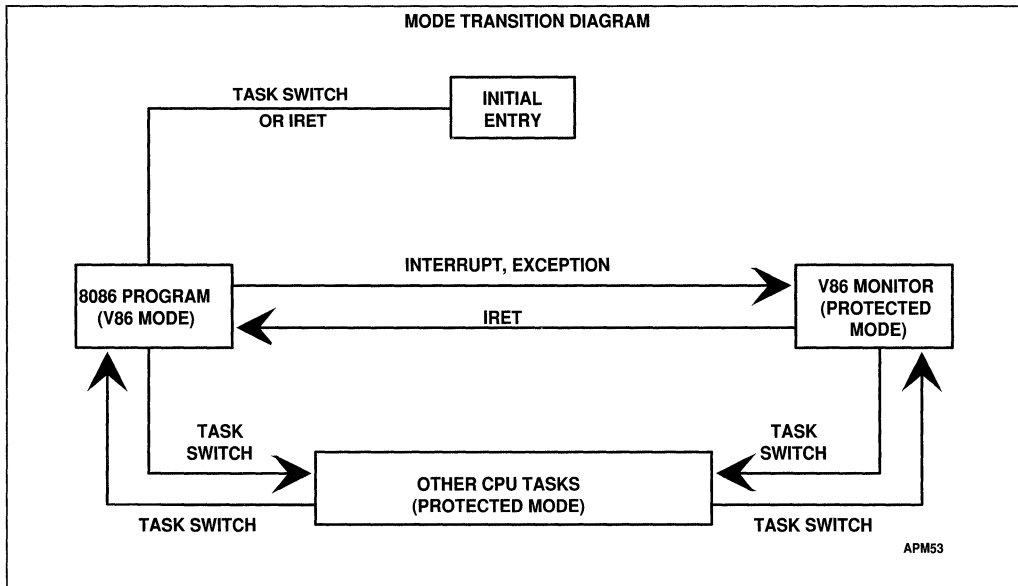 MODE TRANSITION DIAGRAM
TASK SWITCH
OR IRET
INITIAL
ENTRY
8086 PROGRAM
(V86 MODE)
INTERRUPT, EXCEPTION
IRET
V86 MONITOR
(PROTECTED
MODE)
TASK
SWITCH
TASK
SWITCH
OTHER CPU TASKS
(PROTECTED MODE)
TASK SWITCH
TASK SWITCH
APM53